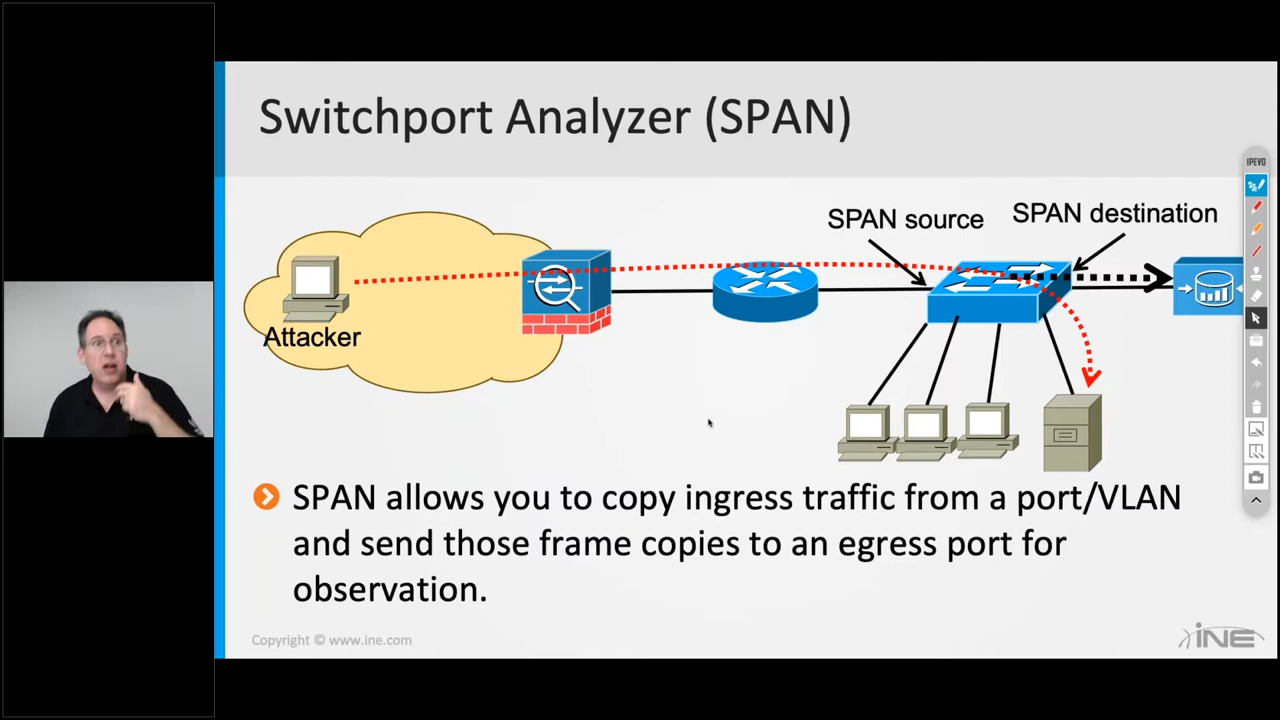 Switchport Analyzer (SPAN)
IPEVO
SPAN source
SPAN destination
Attacker
SPAN allows you to copy ingress traffic from a port/VLAN
and send those frame copies to an egress port for
observation.
Copyright © www.ine.com
iNE